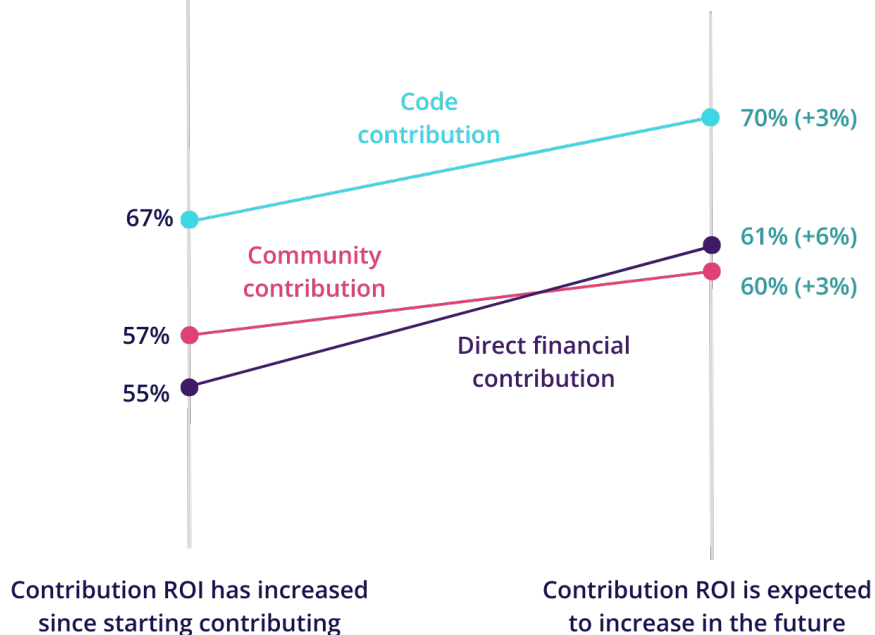 Code
contribution
70% (+3%)
67%
61% (+6%)
Community
contribution
60% (+3%)
57%
Direct financial
contribution
55%
Contribution ROI has increased
since starting contributing
Contribution ROI is expected
to increase in the future